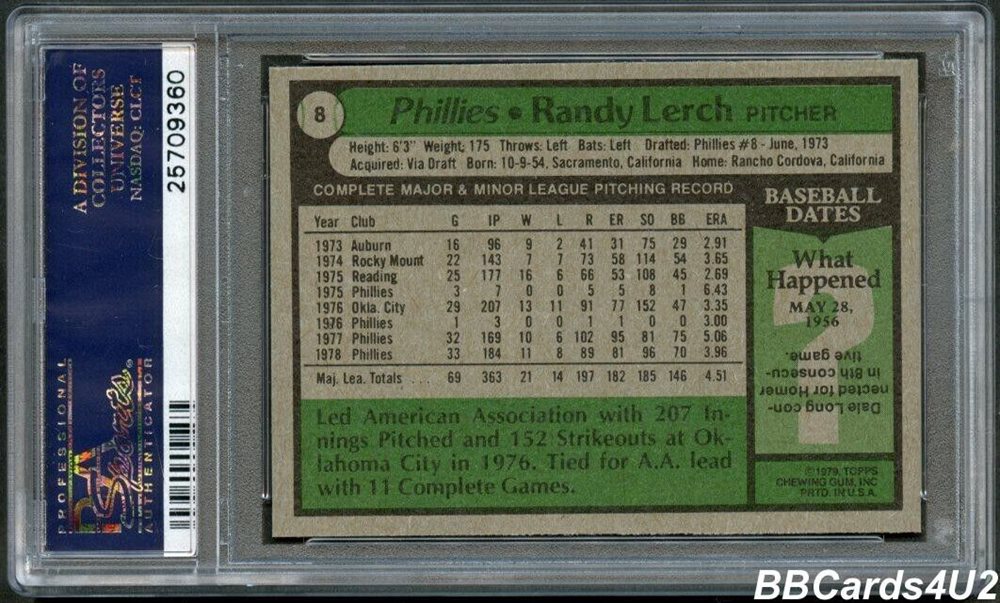 A DIVISION OF
COLLECTORS
UNIVERSE
NASDAQ: CLCT
25709360
PROFESSIONAL
PSA
Sports
AUTHENTICATOR
8
Phillies • Randy Lerch PITCHER
Height: 6'3" Weight: 175 Throws: Left Bats: Left Drafted: Phillies #8 - June, 1973
Acquired: Via Draft Born: 10-9-54, Sacramento, California Home: Rancho Cordova, California
COMPLETE MAJOR & MINOR LEAGUE PITCHING RECORD
Year Club G IP W L R ER SO BB ERA
1973 Auburn 16 96 9 2 41 31 75 29 2.91
1974 Rocky Mount 22 143 7 7 73 58 114 54 3.65
1975 Reading 25 177 16 6 66 53 108 45 2.69
1975 Phillies 3 7 0 0 5 5 8 1 6.43
1976 Okla. City 29 207 13 11 91 77 152 47 3.35
1976 Phillies 1 3 0 0 1 1 0 0 3.00
1977 Phillies 32 169 10 6 102 95 81 75 5.06
1978 Phillies 33 184 11 8 89 81 96 70 3.96
Maj. Lea. Totals .... 69 363 21 14 197 182 185 146 4.51
Led American Association with 207 In-
nings Pitched and 152 Strikeouts at Ok-
lahoma City in 1976. Tied for A.A. lead
with 11 Complete Games.
BASEBALL
DATES
What
Happened
MAY 28,
1956
?
Dale Long con-
nected for Homer
in 8th consecu-
tive game.
©1979, TOPPS
CHEWING GUM, INC
PRTD. IN U.S.A.
BBCards4U2